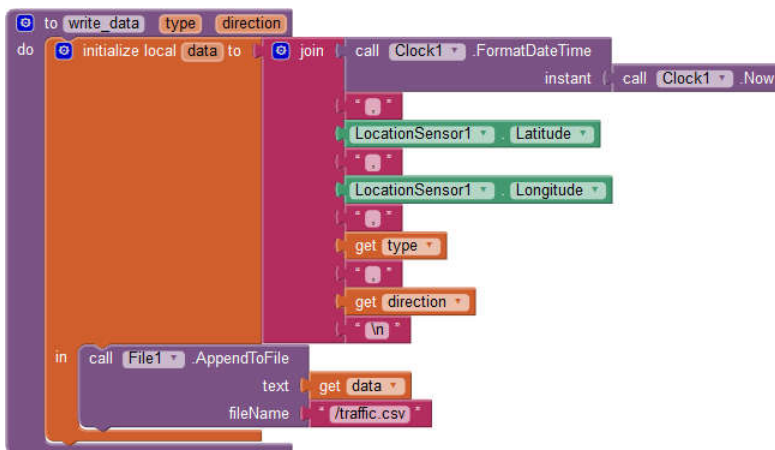 to write_data type direction
do initialize local data to join call Clock1 .FormatDateTime
instant call Clock1 .Now
" , "
LocationSensor1 . Latitude
" , "
LocationSensor1 . Longitude
" , "
get type
" , "
get direction
" \n "
in call File1 .AppendToFile
text get data
fileName " /traffic.csv "